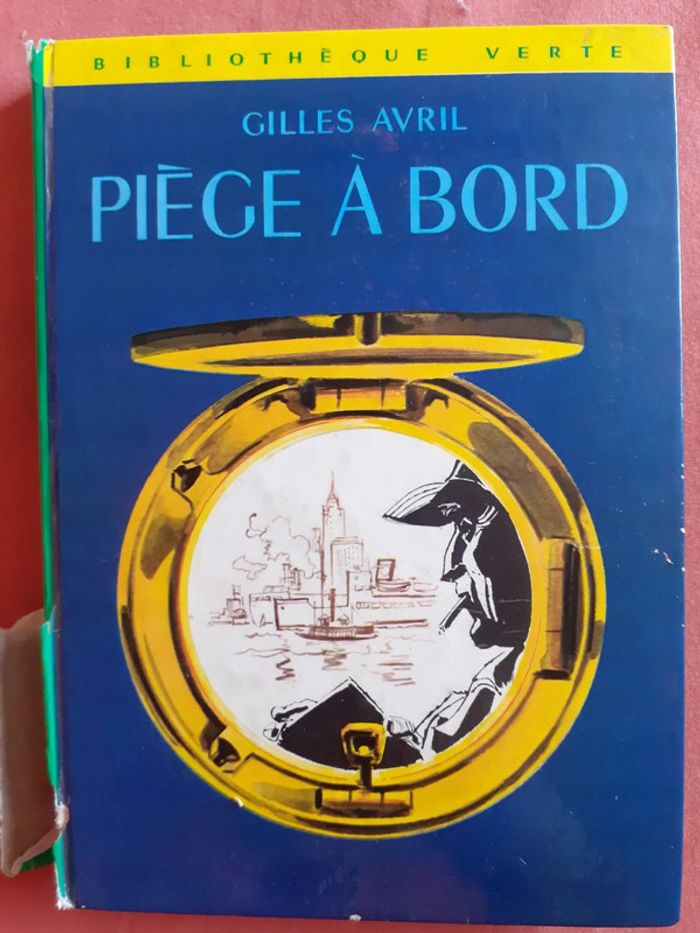 BIBLIOTHÈQUE VERTE
GILLES AVRIL
PIÈGE À BORD